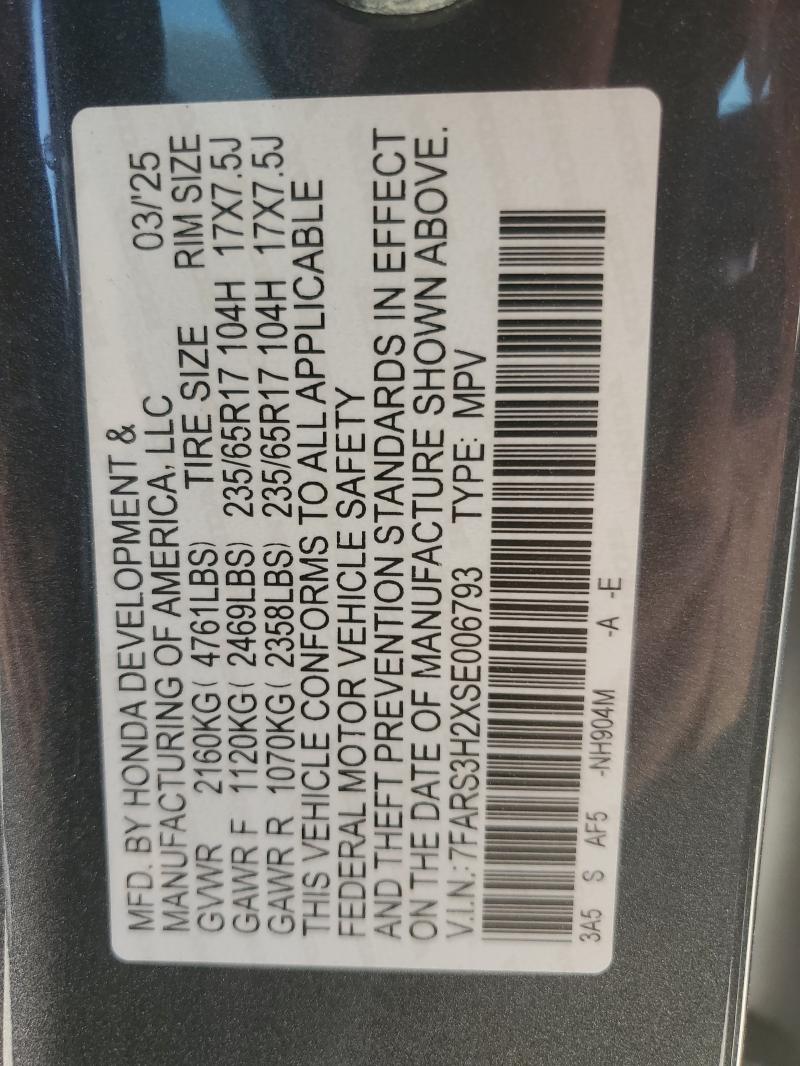 MFD. BY HONDA DEVELOPMENT &
MANUFACTURING OF AMERICA, LLC 03/'25
GVWR 2160KG( 4761LBS) TIRE SIZE RIM SIZE
GAWR F 1120KG( 2469LBS) 235/65R17 104H 17X7.5J
GAWR R 1070KG( 2358LBS) 235/65R17 104H 17X7.5J
THIS VEHICLE CONFORMS TO ALL APPLICABLE
FEDERAL MOTOR VEHICLE SAFETY
AND THEFT PREVENTION STANDARDS IN EFFECT
ON THE DATE OF MANUFACTURE SHOWN ABOVE.
V.I.N.: 7FARS3H2XSE006793 TYPE: MPV
3A5 S AF5 -NH904M -A -E